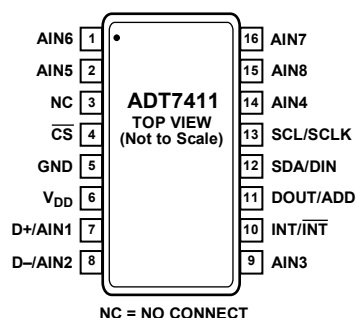 AIN6 1 16 AIN7
AIN5 2 15 AIN8
NC 3 ADT7411 14 AIN4
TOP VIEW
C̅S̅ 4 (Not to Scale) 13 SCL/SCLK
GND 5 12 SDA/DIN
VDD 6 11 DOUT/ADD
D+/AIN1 7 10 INT/I̅N̅T̅
D–/AIN2 8 9 AIN3
NC = NO CONNECT